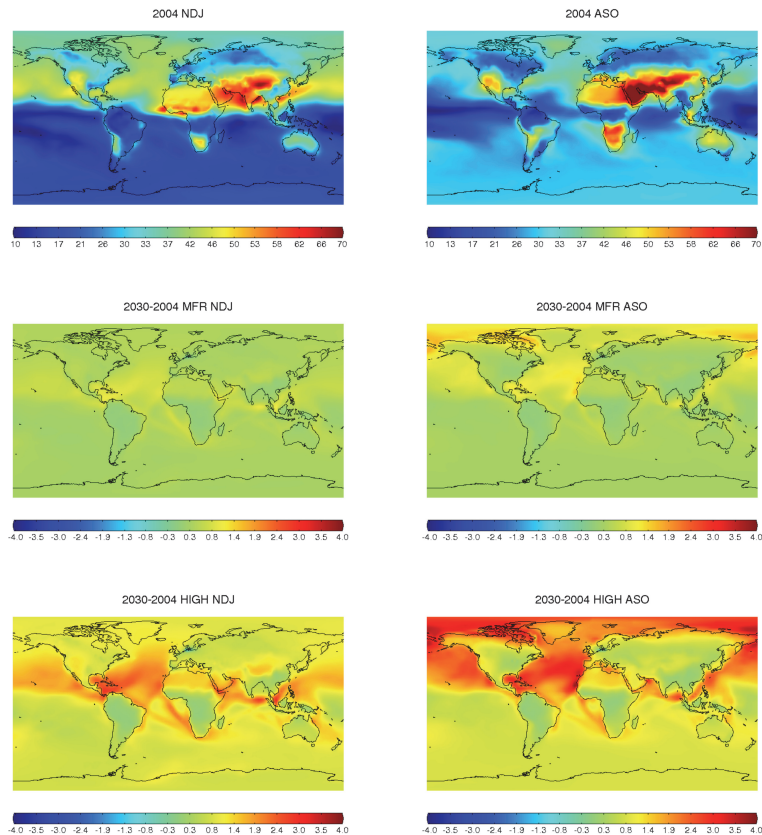 2004 NDJ
2004 ASO
10 13 17 21 26 30 33 37 42 46 50 53 58 62 66 70
10 13 17 21 26 30 33 37 42 46 50 53 58 62 66 70
2030-2004 MFR NDJ
2030-2004 MFR ASO
-4.0 -3.5 -3.0 -2.4 -1.9 -1.3 -0.8 -0.3 0.3 0.8 1.4 1.9 2.4 3.0 3.5 4.0
-4.0 -3.5 -3.0 -2.4 -1.9 -1.3 -0.8 -0.3 0.3 0.8 1.4 1.9 2.4 3.0 3.5 4.0
2030-2004 HIGH NDJ
2030-2004 HIGH ASO
-4.0 -3.5 -3.0 -2.4 -1.9 -1.3 -0.8 -0.3 0.3 0.8 1.4 1.9 2.4 3.0 3.5 4.0
-4.0 -3.5 -3.0 -2.4 -1.9 -1.3 -0.8 -0.3 0.3 0.8 1.4 1.9 2.4 3.0 3.5 4.0